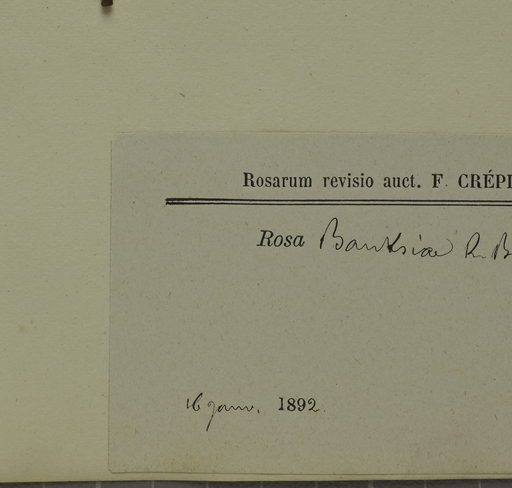 Rosarum revisio auct. F. CRÉPI
Rosa Banksiae R. B
16 janv. 1892.